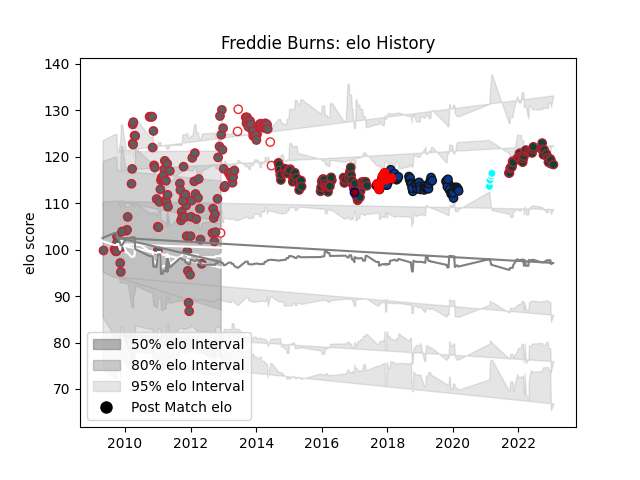 Freddie Burns: elo History
elo score
140
130
120
110
100
90
80
70
50% elo Interval
80% elo Interval
95% elo Interval
Post Match elo
2010 2012 2014 2016 2018 2020 2022